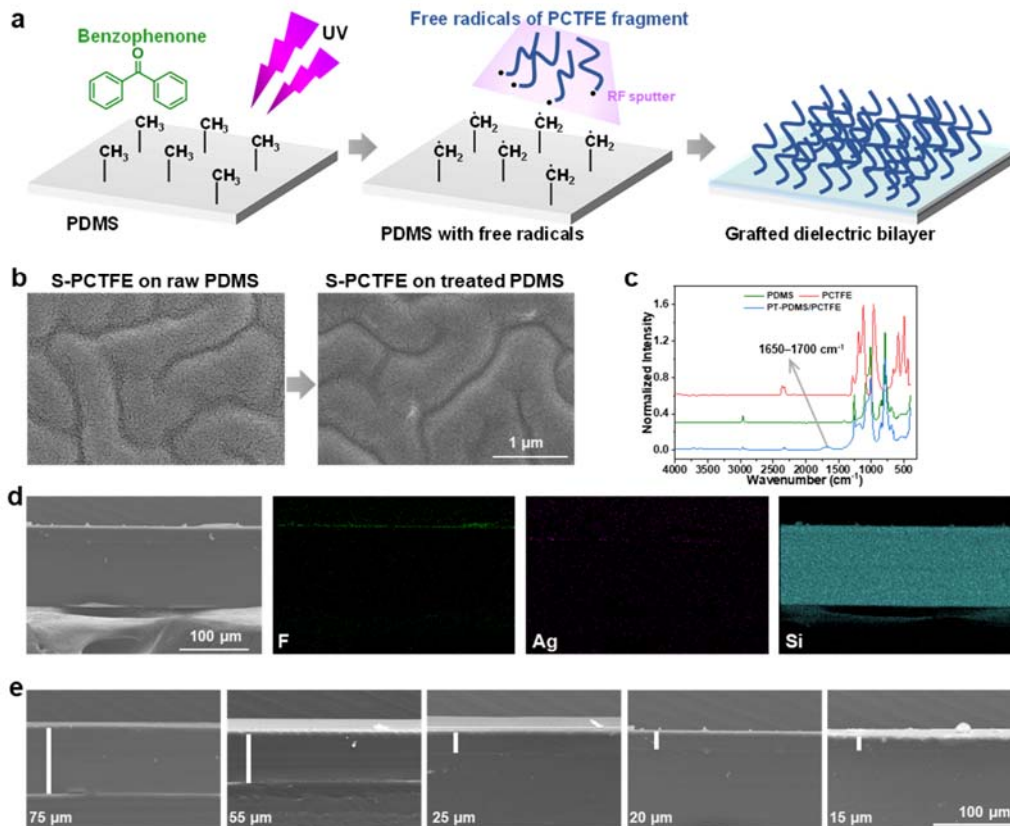 a
Benzophenone
O
UV
CH3 CH3 CH3
CH3 CH3 CH3
PDMS
Free radicals of PCTFE fragment
RF sputter
ĊH2 ĊH2 ĊH2
ĊH2 ĊH2 ĊH2
PDMS with free radicals
Grafted dielectric bilayer
b
S-PCTFE on raw PDMS
S-PCTFE on treated PDMS
1 μm
c
PDMS PCTFE
PT-PDMS/PCTFE
1650–1700 cm-1
Normalized Intensity
1.6
1.2
0.8
0.4
0.0
4000 3500 3000 2500 2000 1500 1000 500
Wavenumber (cm-1)
d
100 μm
F
Ag
Si
e
75 μm
55 μm
25 μm
20 μm
15 μm
100 μm